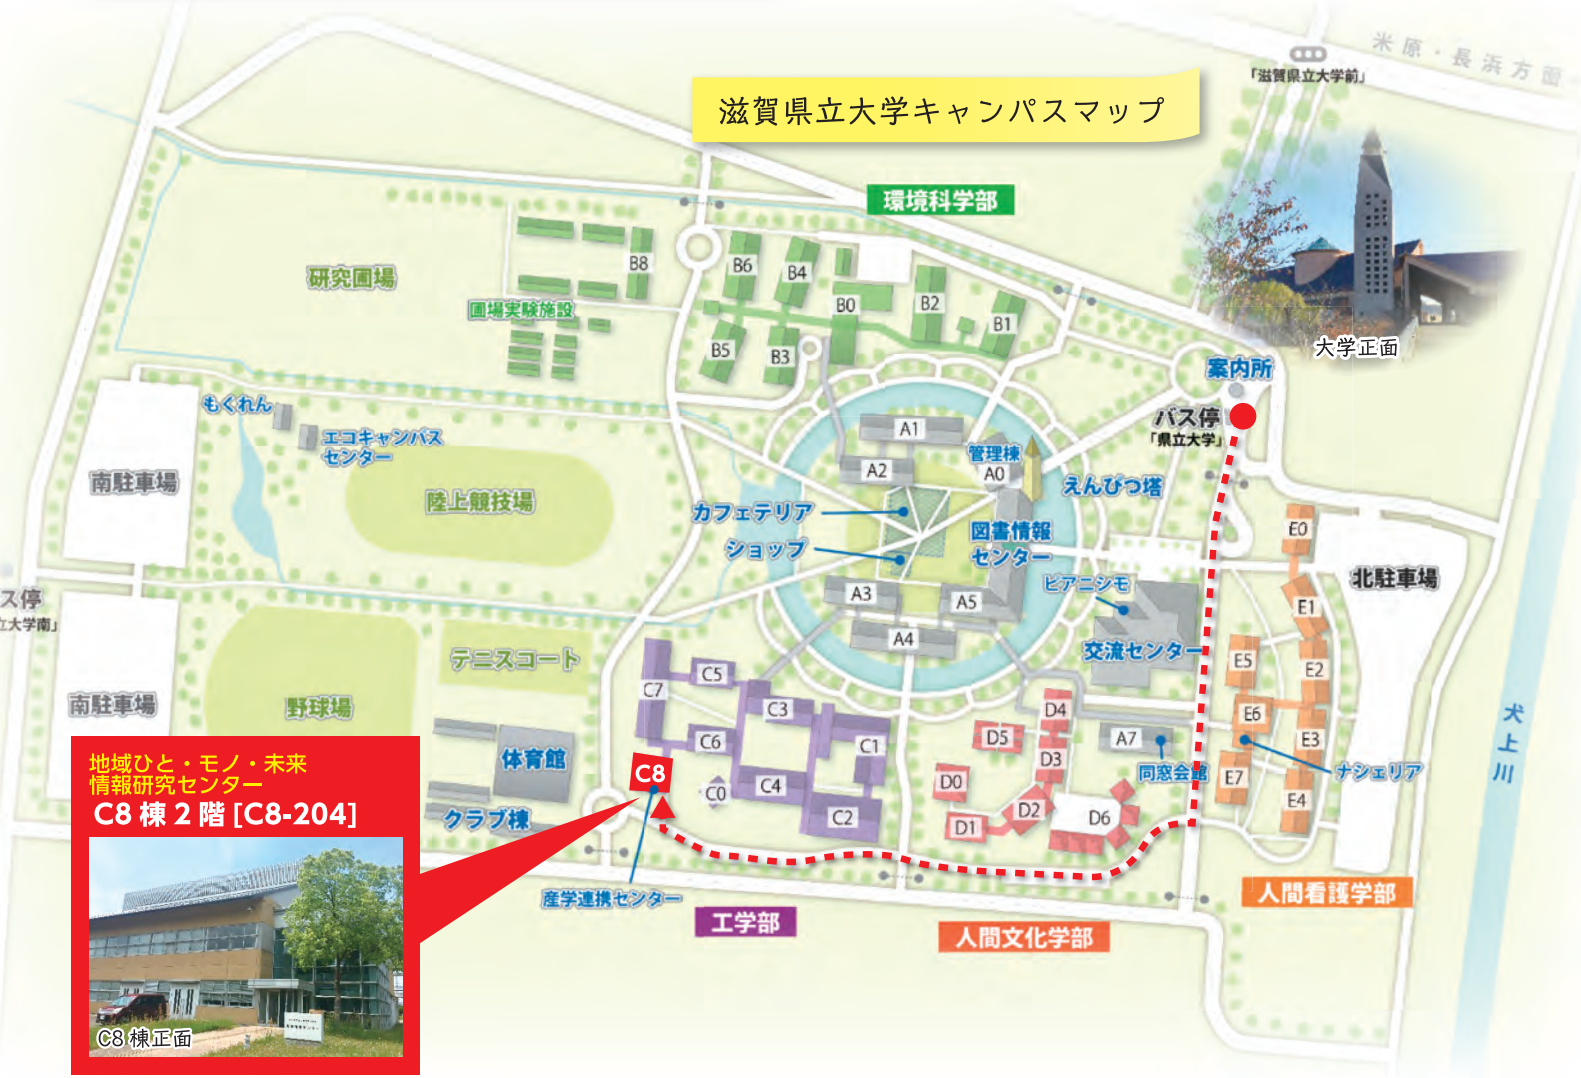 滋賀県立大学キャンパスマップ
米原・長浜方面
「滋賀県立大学前」
環境科学部
大学正面
研究圃場
圃場実験施設
B8
B6
B4
B0
B2
B1
B5
B3
案内所
バス停
「県立大学」
もくれん
エコキャンパス
センター
南駐車場
陸上競技場
A1
A2
管理棟
A0
えんぴつ塔
カフェテリア
ショップ
図書情報
センター
A3
A5
A4
ピアニシモ
交流センター
E0
E1
E5
E2
E6
E3
E7
E4
北駐車場
ス停
立大学南」
南駐車場
テニスコート
野球場
体育館
クラブ棟
C7
C5
C3
C6
C1
C8
C0
C4
C2
D4
D5
D3
D0
D2
D1
D6
A7
同窓会館
ナシェリア
犬上川
産学連携センター
工学部
人間文化学部
人間看護学部
地域ひと・モノ・未来
情報研究センター
C8 棟 2 階 [C8-204]
C8 棟正面